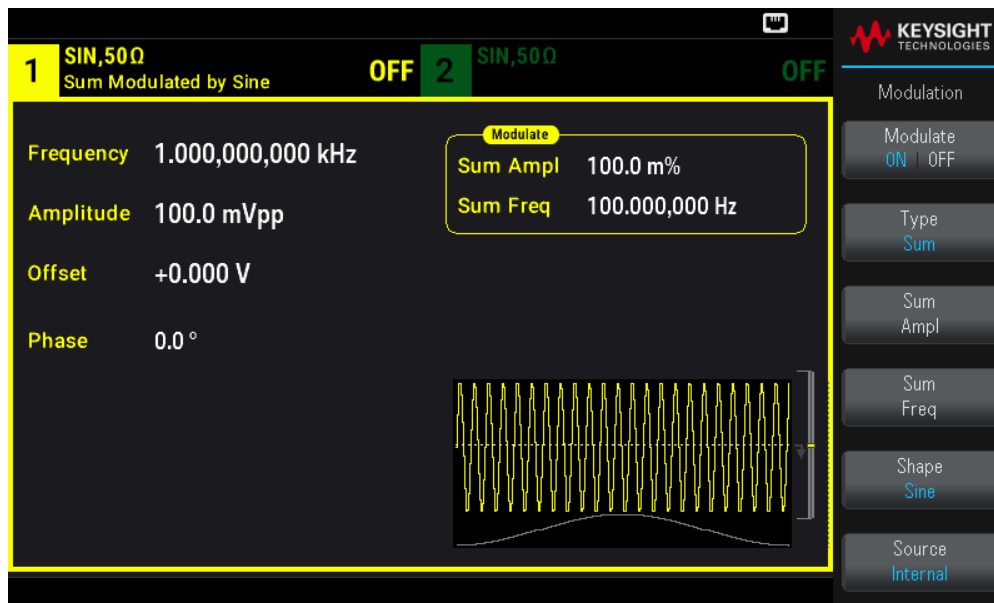 1
SIN,50Ω
Sum Modulated by Sine
OFF
2
SIN,50Ω
OFF
Frequency 1.000,000,000 kHz
Amplitude 100.0 mVpp
Offset +0.000 V
Phase 0.0 °
Modulate
Sum Ampl 100.0 m%
Sum Freq 100.000,000 Hz
KEYSIGHT
TECHNOLOGIES
Modulation
Modulate
ON | OFF
Type
Sum
Sum
Ampl
Sum
Freq
Shape
Sine
Source
Internal